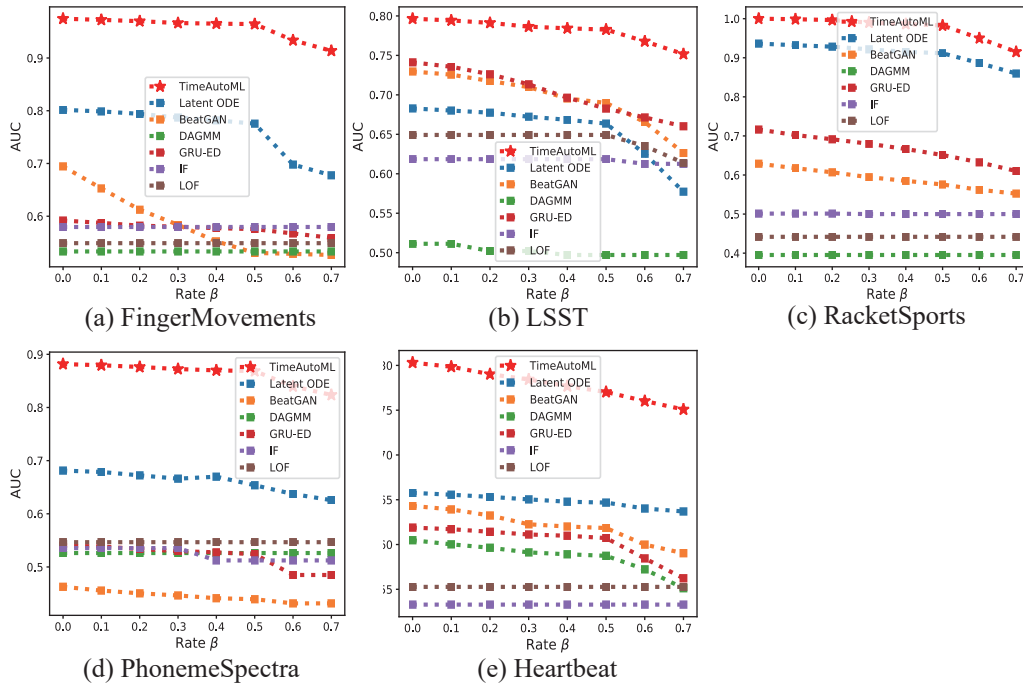 AUC
0.9
0.8
0.7
0.6
TimeAutoML
Latent ODE
BeatGAN
DAGMM
GRU-ED
IF
LOF
0.0 0.1 0.2 0.3 0.4 0.5 0.6 0.7
Rate β
(a) FingerMovements
AUC
0.80
0.75
0.70
0.65
0.60
0.55
0.50
TimeAutoML
Latent ODE
BeatGAN
DAGMM
GRU-ED
IF
LOF
0.0 0.1 0.2 0.3 0.4 0.5 0.6 0.7
Rate β
(b) LSST
AUC
1.0
0.9
0.8
0.7
0.6
0.5
0.4
TimeAutoML
Latent ODE
BeatGAN
DAGMM
GRU-ED
IF
LOF
0.0 0.1 0.2 0.3 0.4 0.5 0.6 0.7
Rate β
(c) RacketSports
AUC
0.9
0.8
0.7
0.6
0.5
TimeAutoML
Latent ODE
BeatGAN
DAGMM
GRU-ED
IF
LOF
0.0 0.1 0.2 0.3 0.4 0.5 0.6 0.7
Rate β
(d) PhonemeSpectra
80
75
65
60
55
TimeAutoML
Latent ODE
BeatGAN
DAGMM
GRU-ED
IF
LOF
0.0 0.1 0.2 0.3 0.4 0.5 0.6 0.7
Rate β
(e) Heartbeat